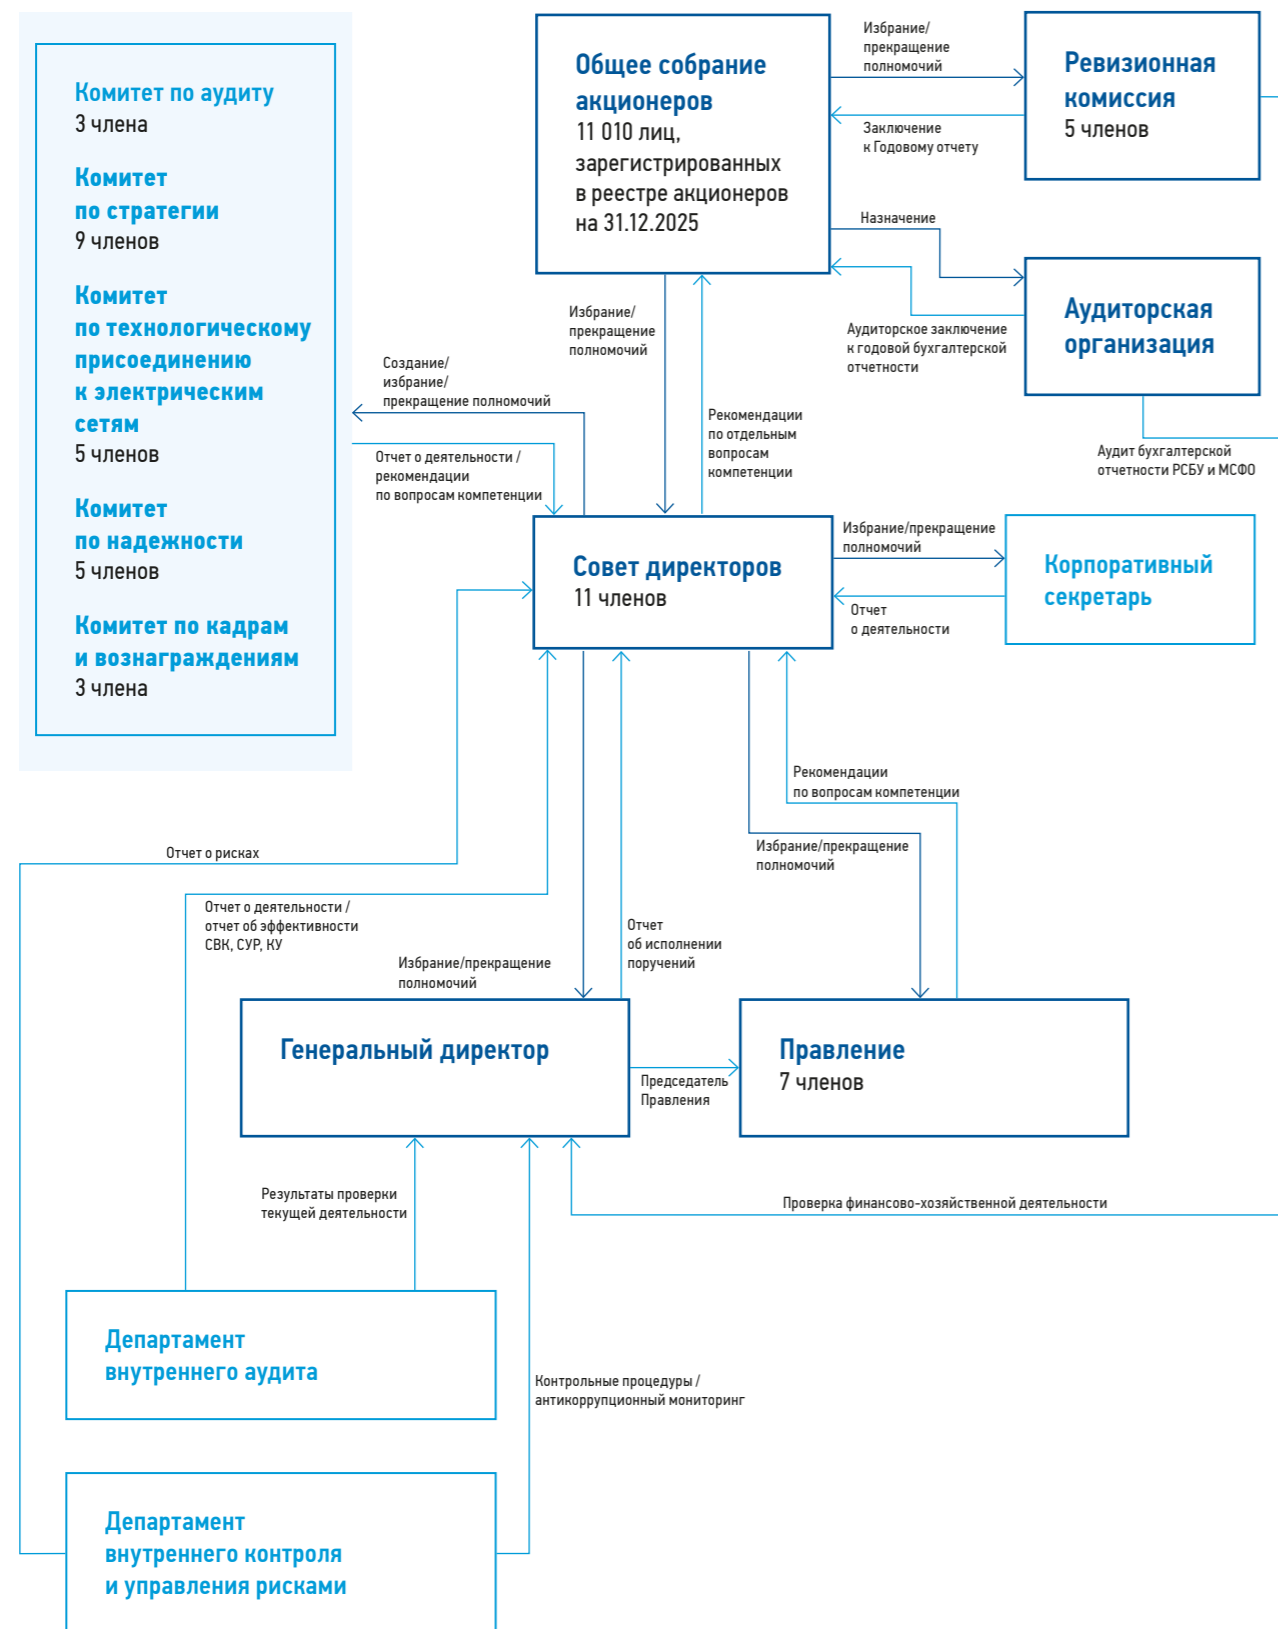 Комитет по аудиту
3 члена
Комитет
по стратегии
9 членов
Комитет
по технологическому
присоединению
к электрическим
сетям
5 членов
Комитет
по надежности
5 членов
Комитет по кадрам
и вознаграждениям
3 члена
Общее собрание
акционеров
11 010 лиц,
зарегистрированных
в реестре акционеров
на 31.12.2025
Избрание/
прекращение
полномочий
Заключение
к Годовому отчету
Ревизионная
комиссия
5 членов
Назначение
Аудиторское заключение
к годовой бухгалтерской
отчетности
Аудиторская
организация
Аудит бухгалтерской
отчетности РСБУ и МСФО
Избрание/
прекращение
полномочий
Рекомендации
по отдельным
вопросам
компетенции
Создание/
избрание/
прекращение полномочий
Отчет о деятельности /
рекомендации
по вопросам компетенции
Совет директоров
11 членов
Избрание/прекращение
полномочий
Отчет
о деятельности
Корпоративный
секретарь
Рекомендации
по вопросам компетенции
Избрание/прекращение
полномочий
Отчет о рисках
Отчет о деятельности /
отчет об эффективности
СВК, СУР, КУ
Отчет
об исполнении
поручений
Избрание/прекращение
полномочий
Генеральный директор
Председатель
Правления
Правление
7 членов
Результаты проверки
текущей деятельности
Проверка финансово-хозяйственной деятельности
Департамент
внутреннего аудита
Контрольные процедуры /
антикоррупционный мониторинг
Департамент
внутреннего контроля
и управления рисками